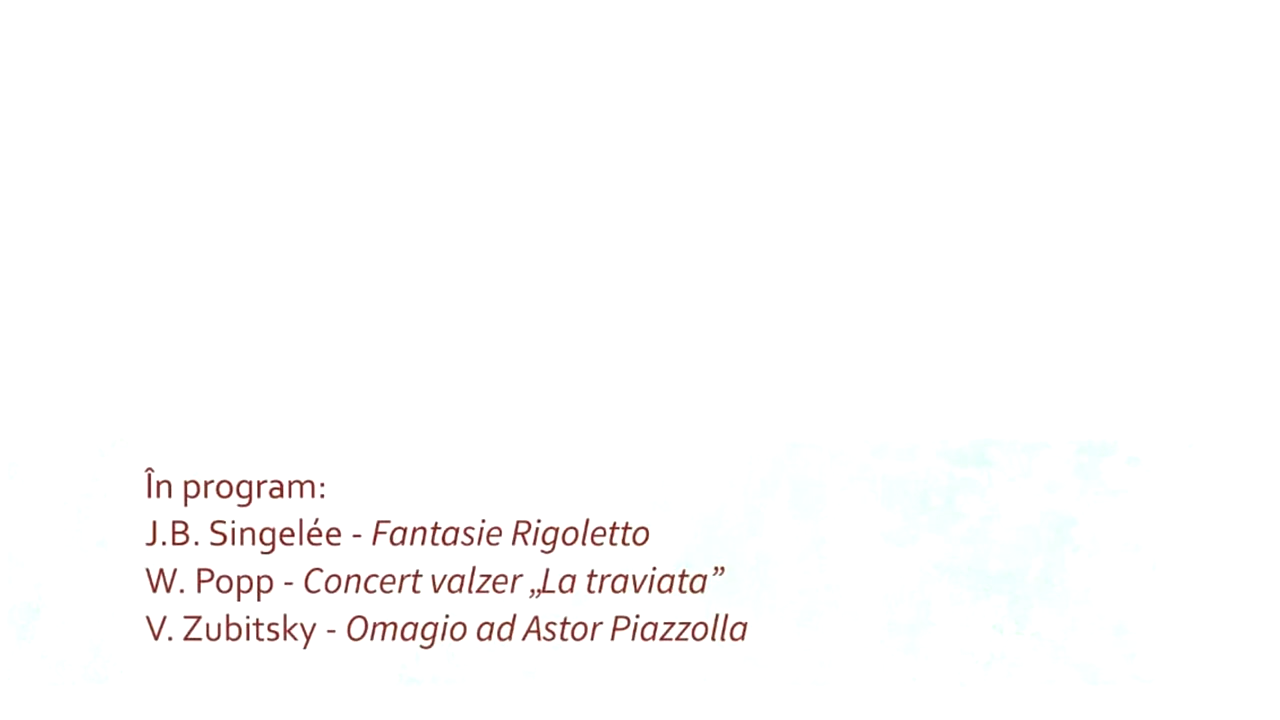 În program:
J.B. Singelée - Fantasie Rigoletto
W. Popp - Concert valzer „La traviata”
V. Zubitsky - Omagio ad Astor Piazzolla